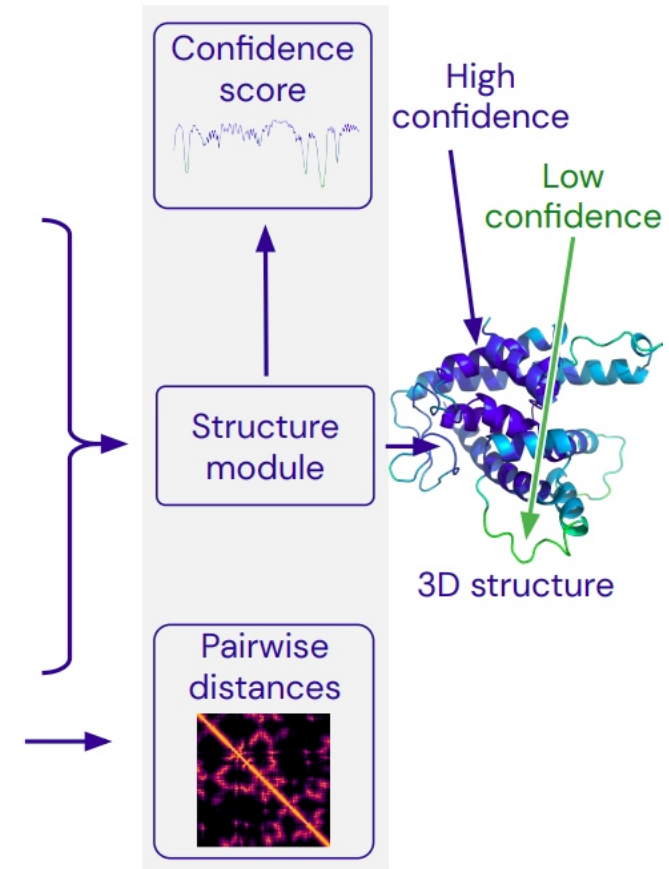 Confidence
score
High
confidence
Low
confidence
Structure
module
3D structure
Pairwise
distances